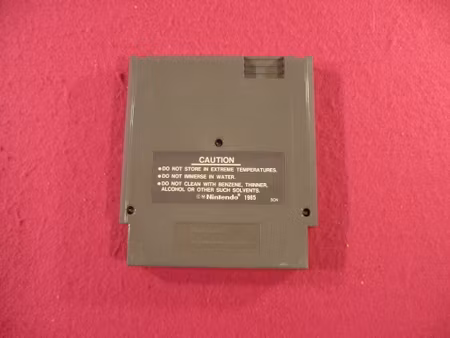 CAUTION
●DO NOT STORE IN EXTREME TEMPERATURES.
●DO NOT IMMERSE IN WATER.
●DO NOT CLEAN WITH BENZENE, THINNER,
ALCOHOL OR OTHER SUCH SOLVENTS.
©™Nintendo® 1985